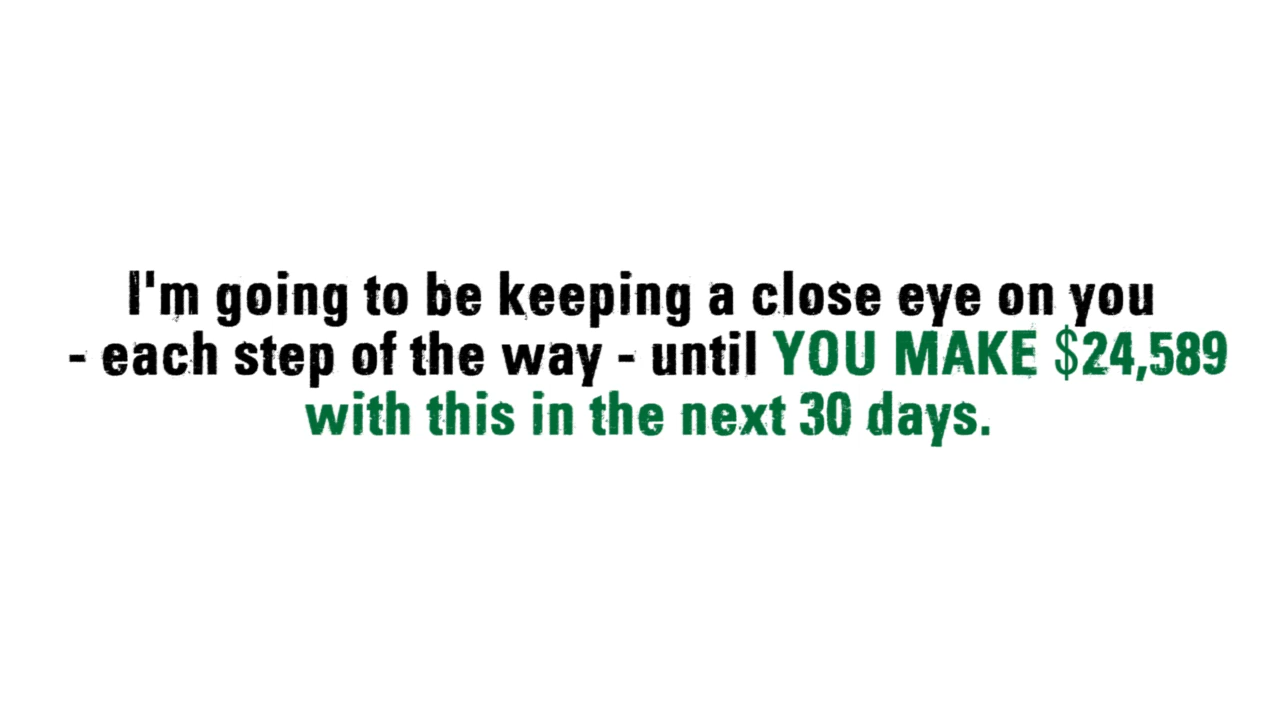 I'm going to be keeping a close eye on you
- each step of the way - until YOU MAKE $24,589
with this in the next 30 days.